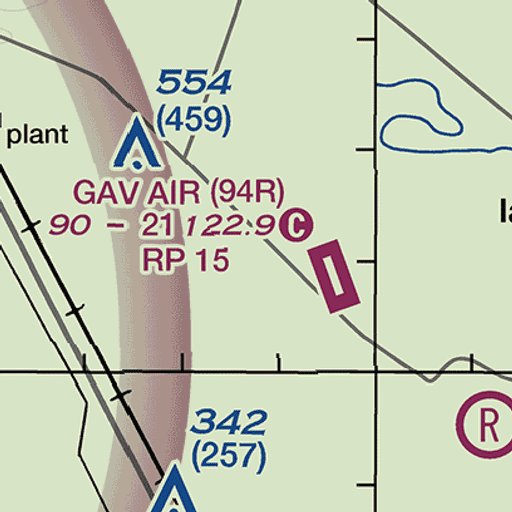 554
(459)
plant
GAV AIR (94R)
90 - 21 122.9 C
RP 15
la
342
(257)
R